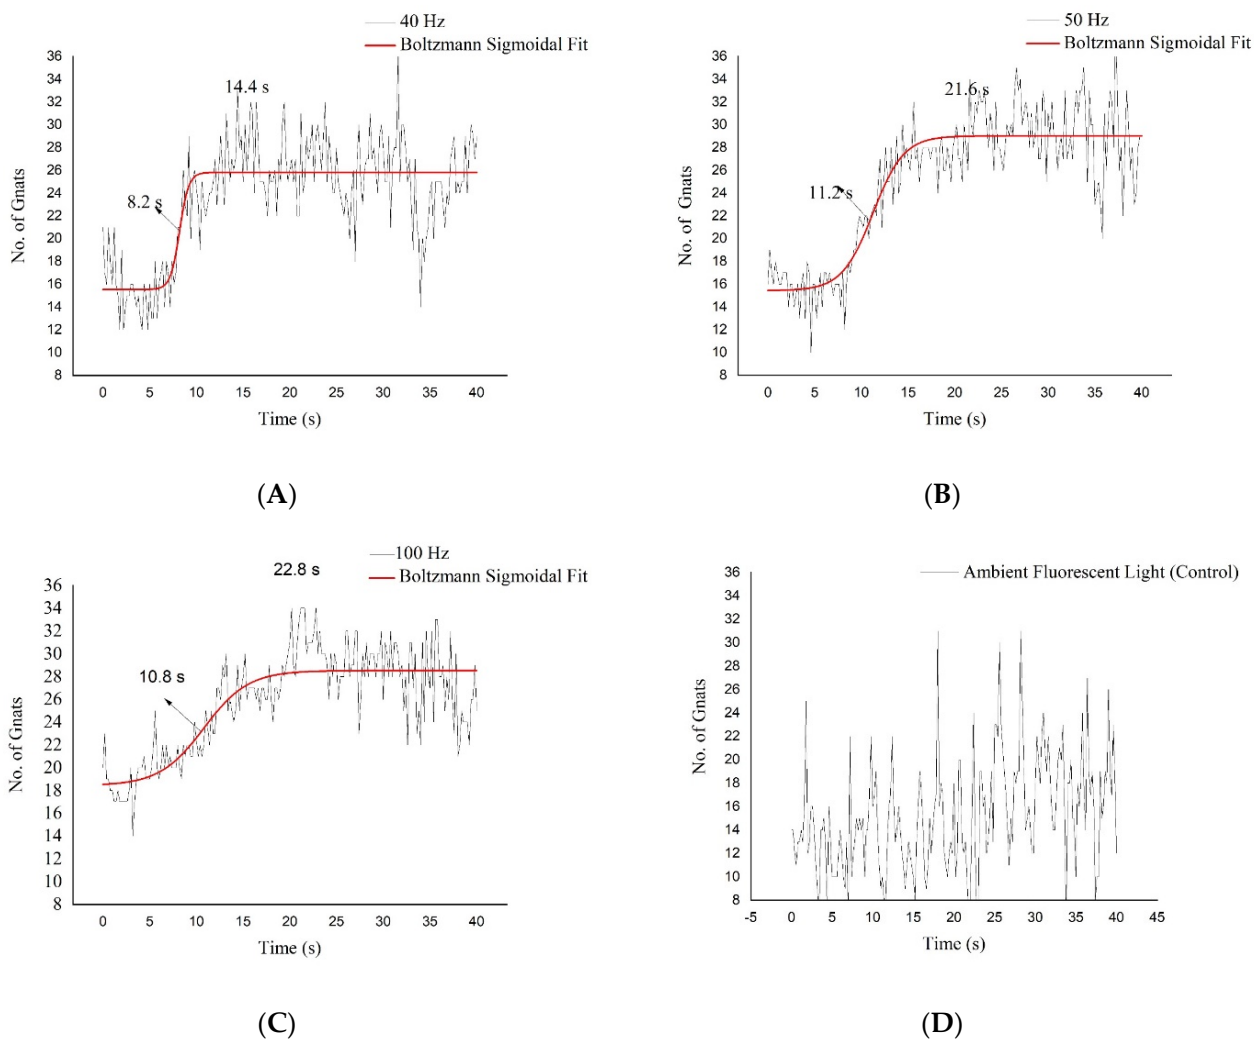 40 Hz
Boltzmann Sigmoidal Fit
36
34
32
30
28
26
24
22
20
18
16
14
12
10
8
No. of Gnats
14.4 s
8.2 s
0 5 10 15 20 25 30 35 40
Time (s)
(A)
50 Hz
Boltzmann Sigmoidal Fit
36
34
32
30
28
26
24
22
20
18
16
14
12
10
8
No. of Gnats
21.6 s
11.2 s
0 5 10 15 20 25 30 35 40
Time (s)
(B)
100 Hz
Boltzmann Sigmoidal Fit
22.8 s
36
34
32
30
28
26
24
22
20
18
16
14
12
10
8
No. of Gnats
10.8 s
0 5 10 15 20 25 30 35 40
Time (s)
(C)
Ambient Fluorescent Light (Control)
36
34
32
30
28
26
24
22
20
18
16
14
12
10
8
No. of Gnats
-5 0 5 10 15 20 25 30 35 40 45
Time (s)
(D)